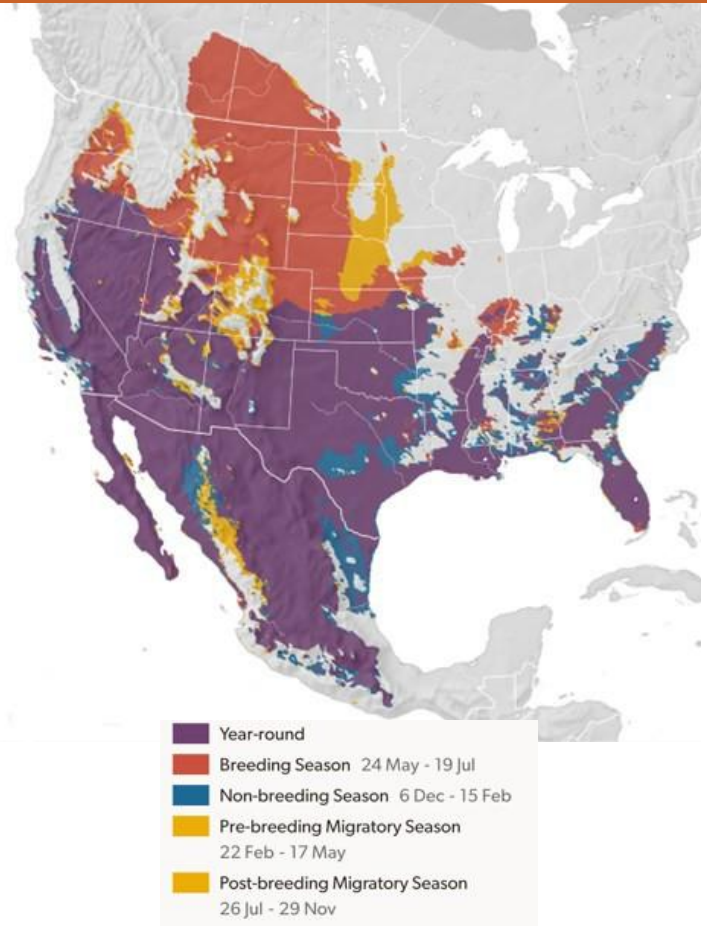 Year-round
Breeding Season 24 May - 19 Jul
Non-breeding Season 6 Dec - 15 Feb
Pre-breeding Migratory Season
22 Feb - 17 May
Post-breeding Migratory Season
26 Jul - 29 Nov